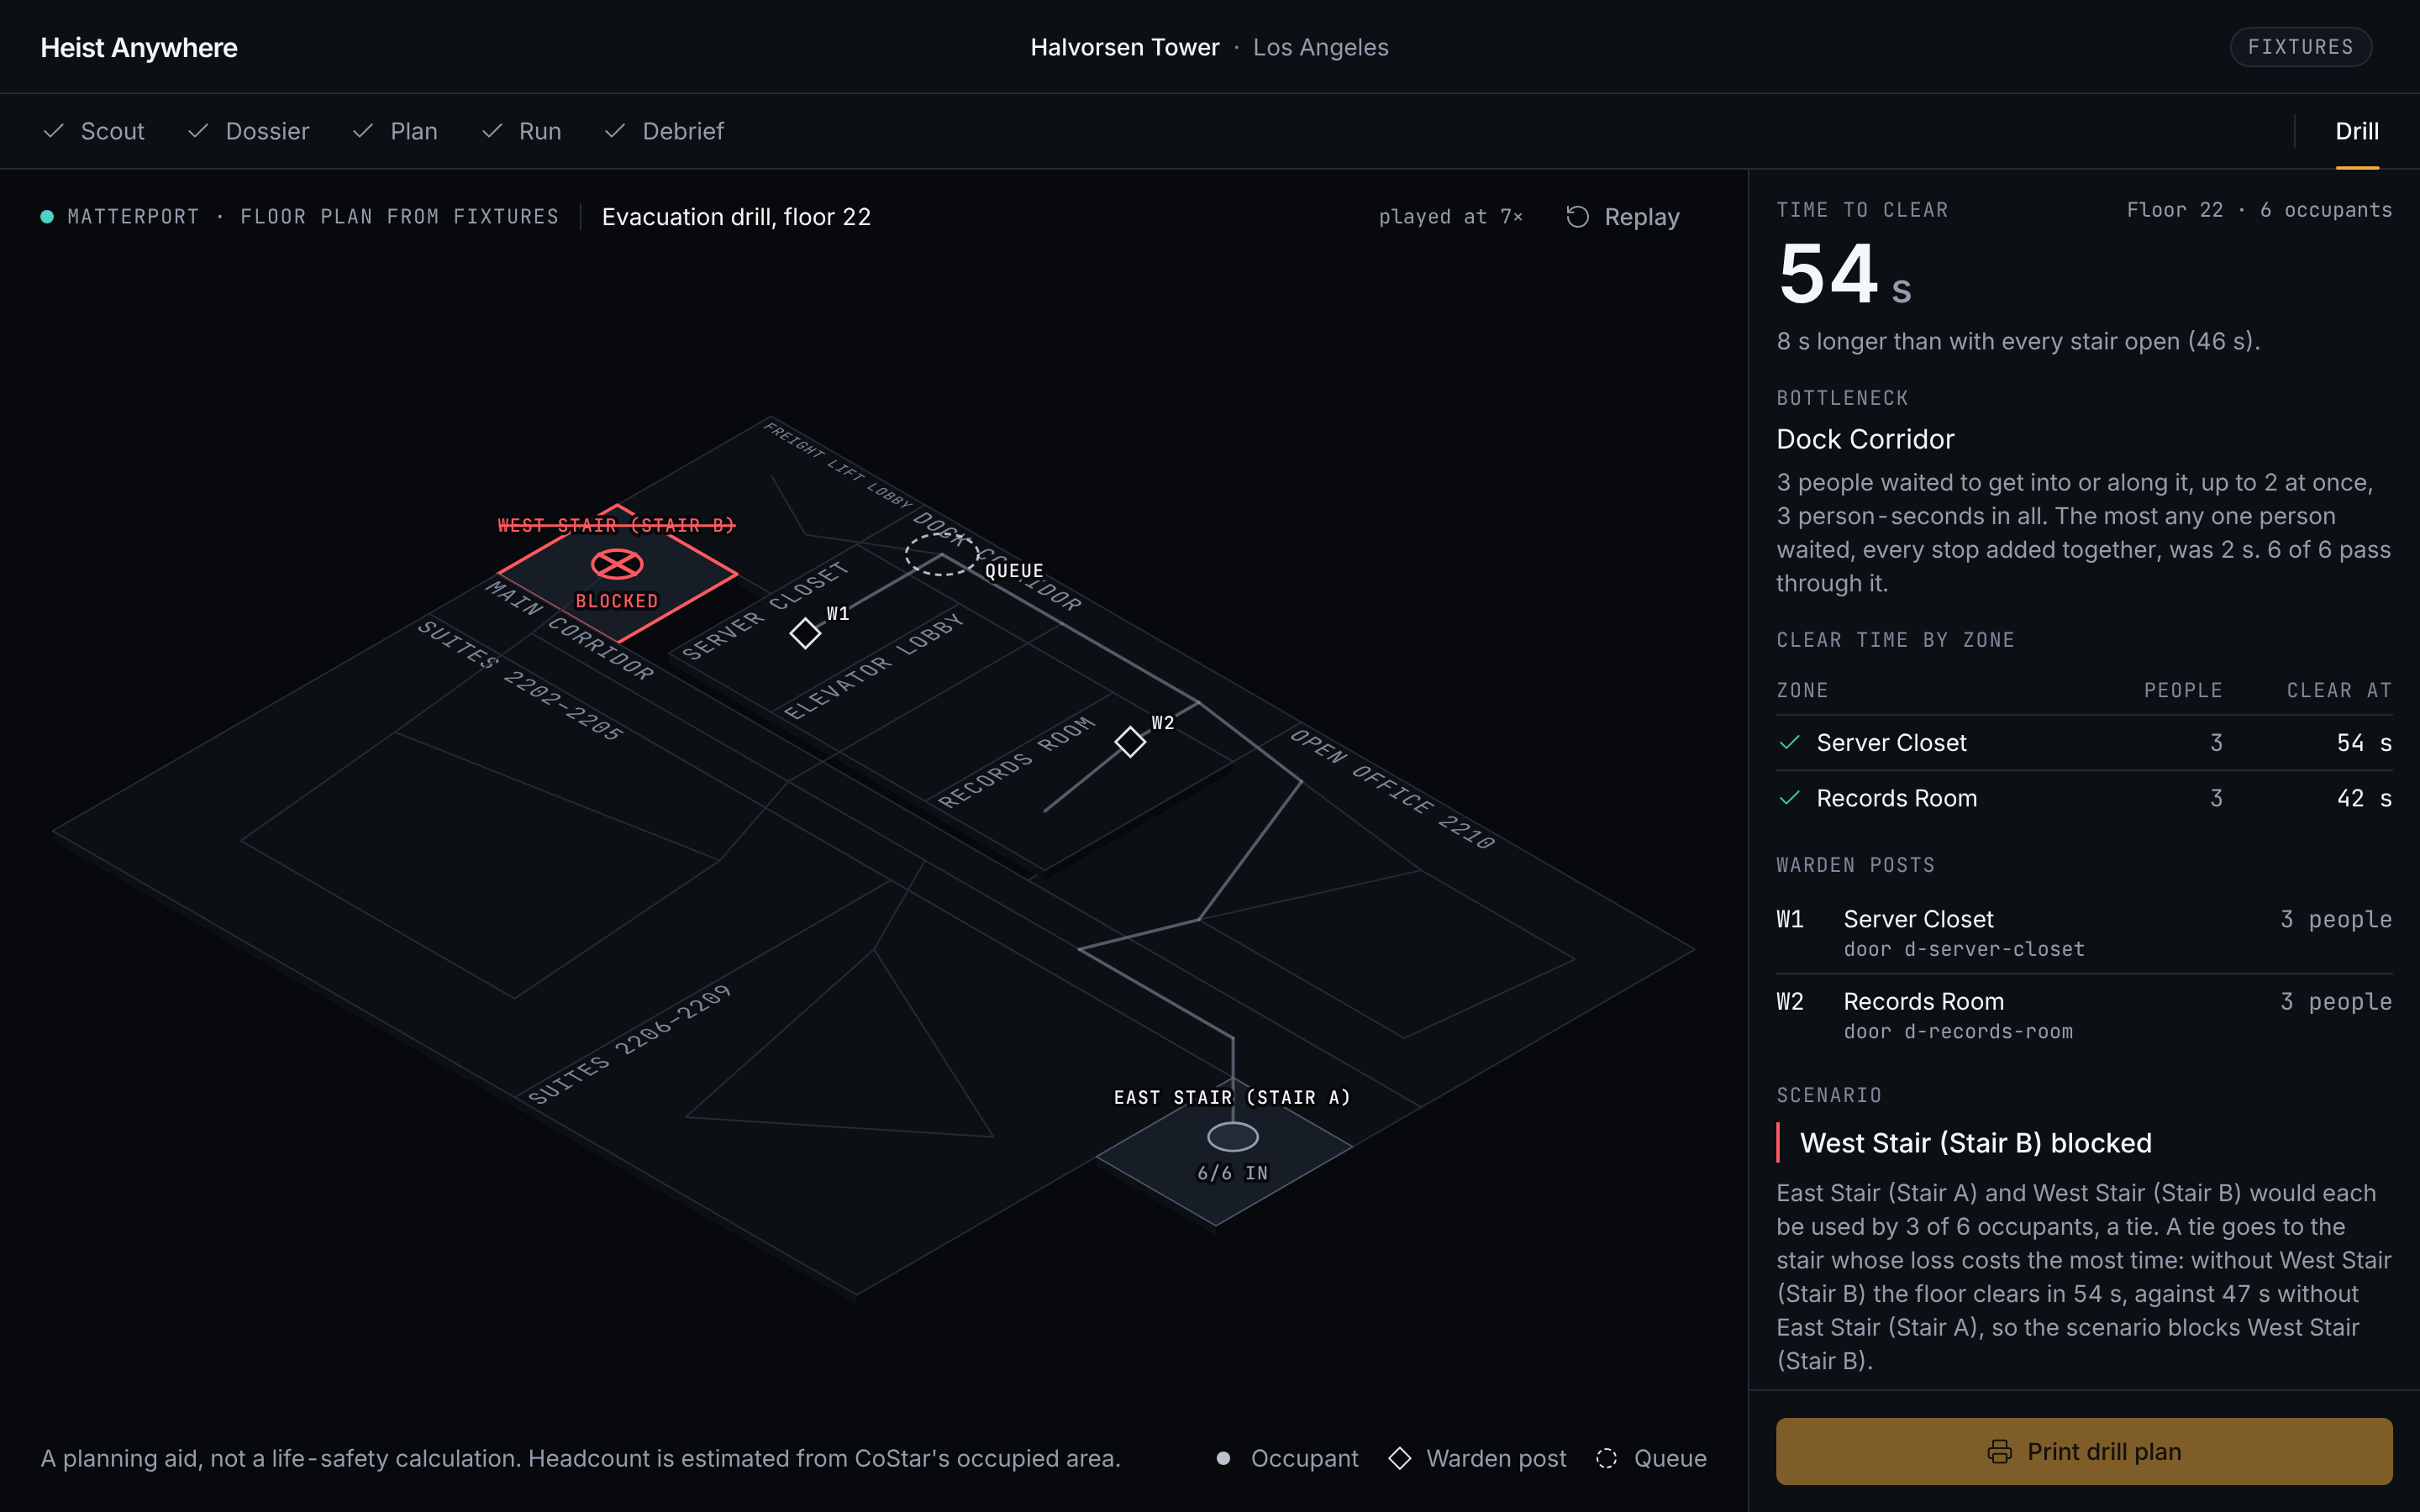 Heist Anywhere
Halvorsen Tower · Los Angeles
FIXTURES
Scout
Dossier
Plan
Run
Debrief
Drill
MATTERPORT · FLOOR PLAN FROM FIXTURES
Evacuation drill, floor 22
played at 7×
Replay
FREIGHT LIFT LOBBY
WEST STAIR (STAIR B)
BLOCKED
DOCK CORRIDOR
QUEUE
MAIN CORRIDOR
SERVER CLOSET
W1
SUITES 2202-2205
ELEVATOR LOBBY
W2
RECORDS ROOM
OPEN OFFICE 2210
SUITES 2206-2209
EAST STAIR (STAIR A)
6/6 IN
A planning aid, not a life-safety calculation. Headcount is estimated from CoStar's occupied area.
Occupant
Warden post
Queue
TIME TO CLEAR
Floor 22 · 6 occupants
54 s
8 s longer than with every stair open (46 s).
BOTTLENECK
Dock Corridor
3 people waited to get into or along it, up to 2 at once,
3 person-seconds in all. The most any one person
waited, every stop added together, was 2 s. 6 of 6 pass
through it.
CLEAR TIME BY ZONE
ZONE PEOPLE CLEAR AT
Server Closet 3 54 s
Records Room 3 42 s
WARDEN POSTS
W1 Server Closet 3 people
door d-server-closet
W2 Records Room 3 people
door d-records-room
SCENARIO
West Stair (Stair B) blocked
East Stair (Stair A) and West Stair (Stair B) would each
be used by 3 of 6 occupants, a tie. A tie goes to the
stair whose loss costs the most time: without West Stair
(Stair B) the floor clears in 54 s, against 47 s without
East Stair (Stair A), so the scenario blocks West Stair
(Stair B).
Print drill plan